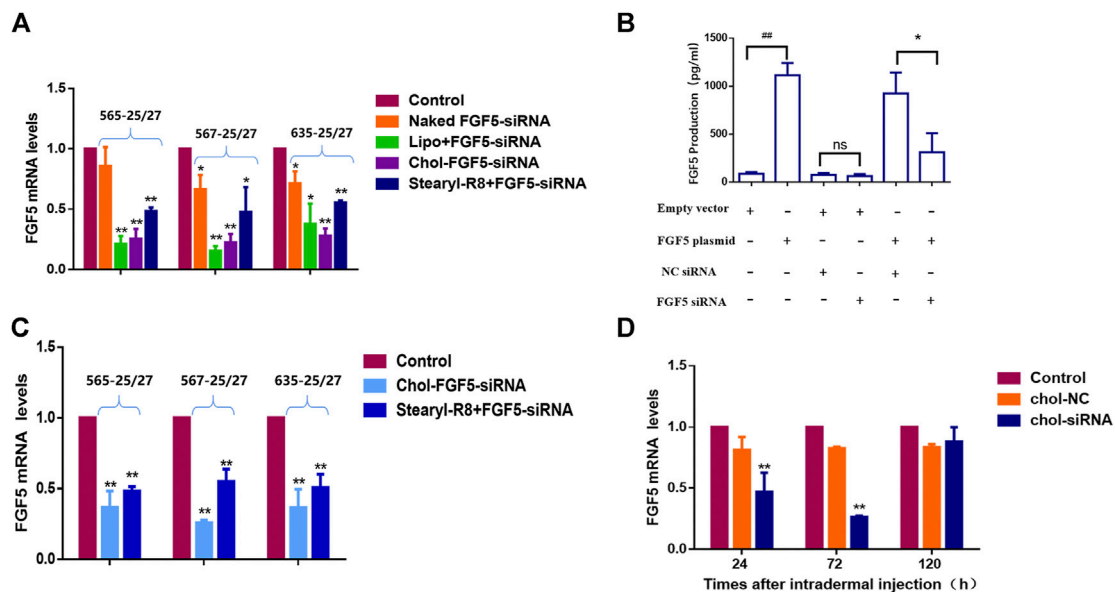 A
1.5
1.0
0.5
0.0
FGF5 mRNA levels
565-25/27
567-25/27
635-25/27
**
**
**
*
**
**
*
*
*
**
**
Control
Naked FGF5-siRNA
Lipo+FGF5-siRNA
Chol-FGF5-siRNA
Stearyl-R8+FGF5-siRNA
B
1500
1000
500
0
FGF5 Production (pg/ml)
##
ns
*
Empty vector + - + + - -
FGF5 plasmid - + - - + +
NC siRNA - - + - + -
FGF5 siRNA - - - + - +
C
1.5
1.0
0.5
0.0
FGF5 mRNA levels
565-25/27
567-25/27
635-25/27
**
**
**
**
**
**
Control
Chol-FGF5-siRNA
Stearyl-R8+FGF5-siRNA
D
1.5
1.0
0.5
0.0
FGF5 mRNA levels
**
**
24
72
120
Times after intradermal injection（h）
Control
chol-NC
chol-siRNA